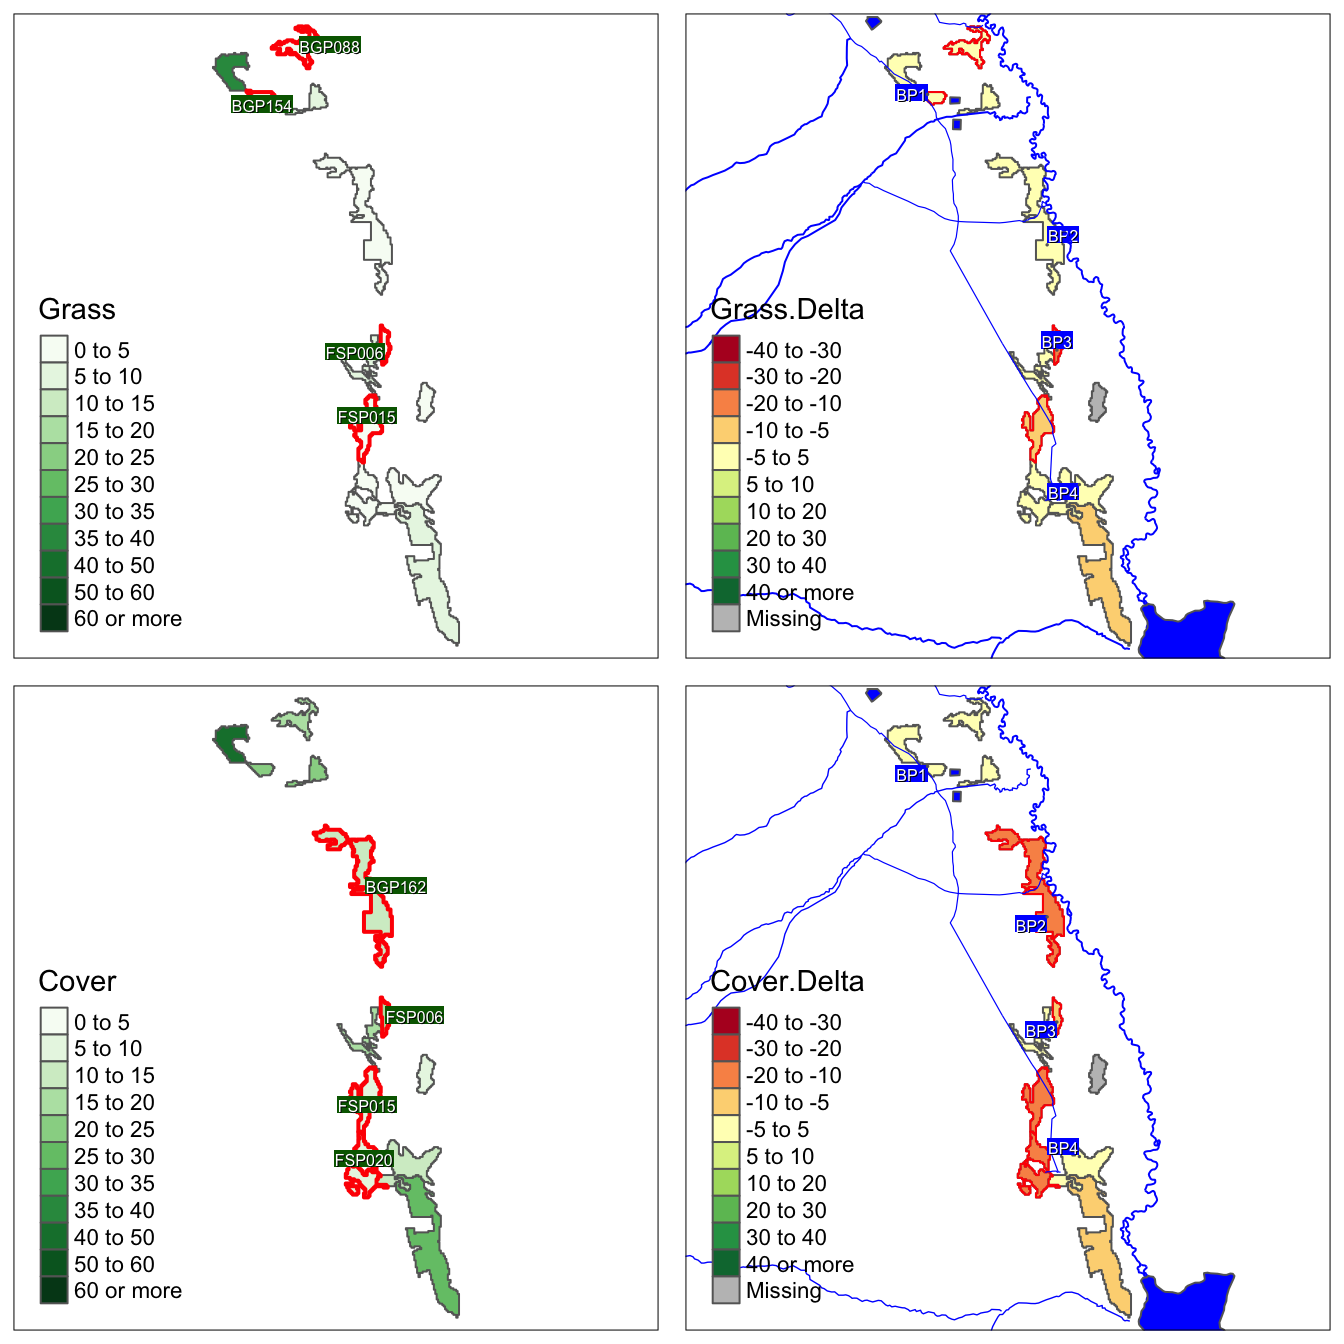 BGP088
BGP154
FSP006
FSP015
Grass
0 to 5
5 to 10
10 to 15
15 to 20
20 to 25
25 to 30
30 to 35
35 to 40
40 to 50
50 to 60
60 or more
BP1
BP2
BP3
BP4
Grass.Delta
-40 to -30
-30 to -20
-20 to -10
-10 to -5
-5 to 5
5 to 10
10 to 20
20 to 30
30 to 40
40 or more
Missing
BGP162
FSP006
FSP015
FSP020
Cover
0 to 5
5 to 10
10 to 15
15 to 20
20 to 25
25 to 30
30 to 35
35 to 40
40 to 50
50 to 60
60 or more
BP1
BP2
BP3
BP4
Cover.Delta
-40 to -30
-30 to -20
-20 to -10
-10 to -5
-5 to 5
5 to 10
10 to 20
20 to 30
30 to 40
40 or more
Missing